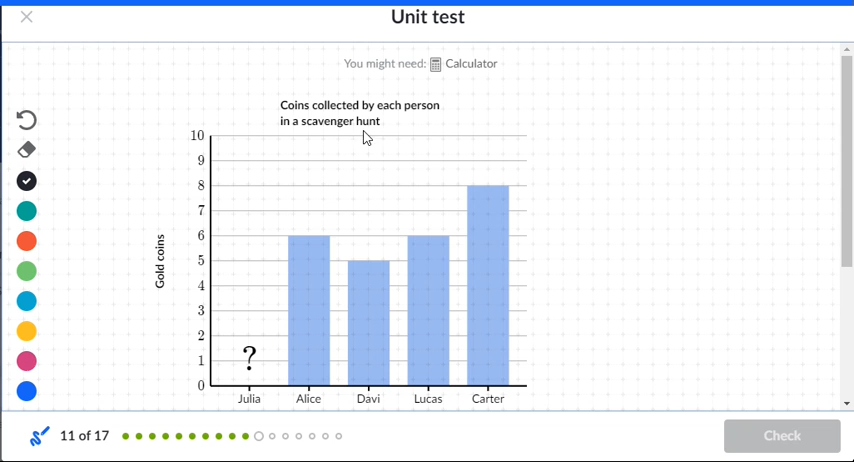 Unit test
You might need: Calculator
Coins collected by each person
in a scavenger hunt
10
9
8
7
6
5
4
3
2
1
0
Gold coins
?
Julia Alice Davi Lucas Carter
11 of 17
Check